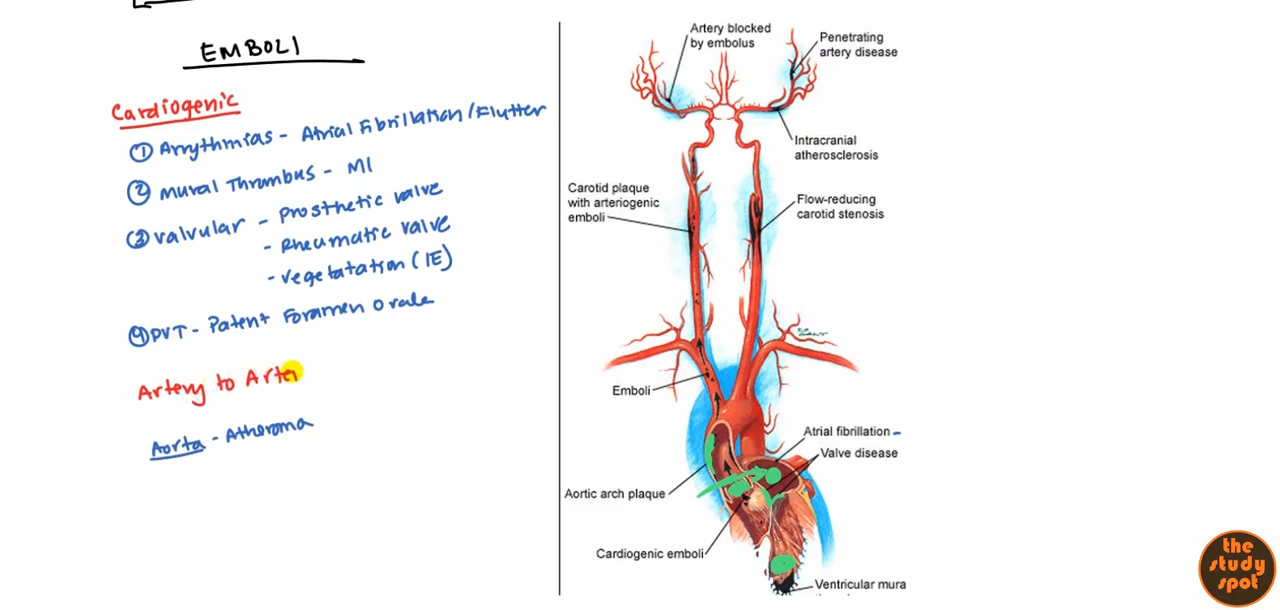 EMBOLI
Cardiogenic
① Arrythmias - Atrial Fibrillation/Flutter
② Mural Thrombus - MI
③ Valvular - Prosthetic valve
- Rheumatic valve
- Vegetatation (IE)
④ PVT - Patent Foramen Ovale
Artery to Arte
Aorta - Atheroma
Artery blocked
by embolus
Penetrating
artery disease
Intracranial
atherosclerosis
Carotid plaque
with arteriogenic
emboli
Flow-reducing
carotid stenosis
Emboli
Atrial fibrillation
Valve disease
Aortic arch plaque
Cardiogenic emboli
Ventricular mura
the
study
spot